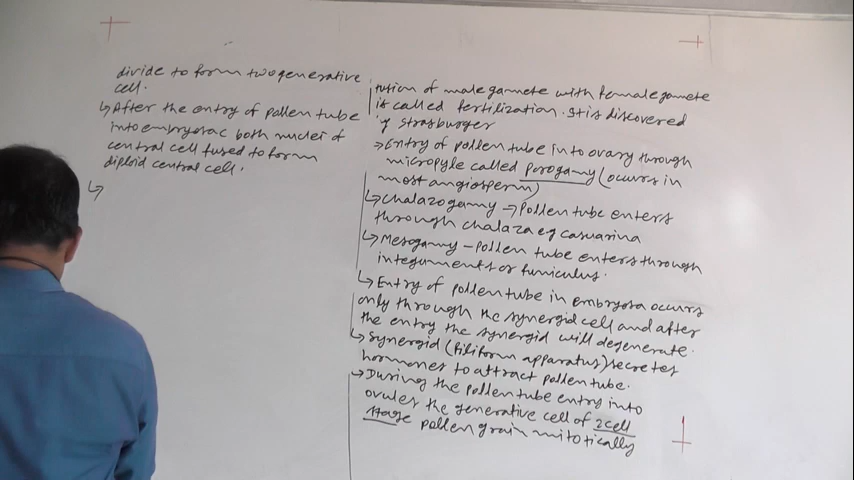 divide to form two generative
cell.
↳ After the entry of pollen tube
into embryosac both nuclei of
central cell fused to form
diploid central cell.
↳
fusion of male gamete with female gamete
is called fertilization. It is discovered
by strasburger
→ Entry of pollen tube into ovary through
micropyle called porogamy (occurs in
most angiosperm)
↳ Chalazogamy → Pollen tube enters
through chalaza eg casuarina
↳ Mesogamy - pollen tube enters through
integuments or funiculus.
↳ Entry of pollen tube in embryosa occurs
only through the synergid cell and after
the entry the synergid will degenerate.
↳ Synergid (filiform apparatus) secretes
hormones to attract pollen tube.
↳ During the pollen tube entry into
ovules the generative cell of 2 cell
stage pollen grain mitotically